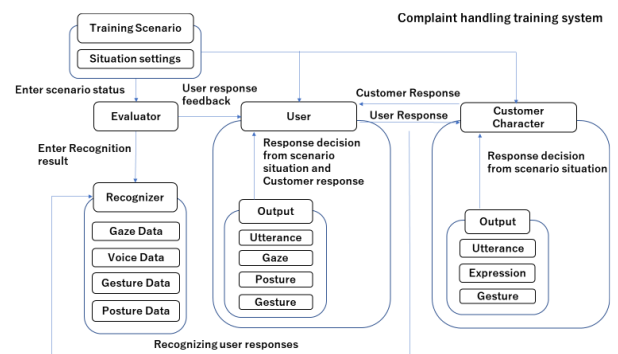 Complaint handling training system
Training Scenario
Situation settings
Enter scenario status
User response
feedback
Customer Response
User Response
Evaluator
User
Customer
Character
Enter Recognition
result
Response decision
from scenario
situation and
Customer response
Response decision
from scenario situation
Recognizer
Gaze Data
Voice Data
Gesture Data
Posture Data
Output
Utterance
Gaze
Posture
Gesture
Output
Utterance
Expression
Gesture
Recognizing user responses